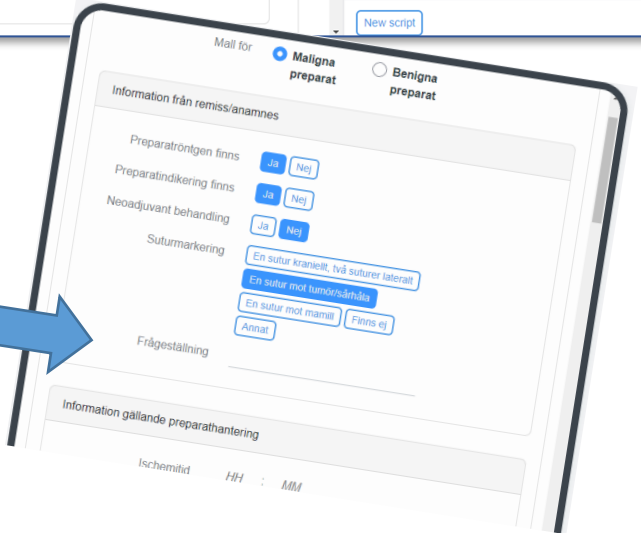 New script
Mall för
Maligna preparat
Benigna preparat
Information från remiss/anamnes
Preparatröntgen finns Ja Nej
Preparatindikering finns Ja Nej
Neoadjuvant behandling Ja Nej
Suturmarkering En sutur kraniellt, två suturer lateralt
En sutur mot tumör/sårhåla
En sutur mot mamill Finns ej
Annat
Frågeställning
Information gällande preparathantering
Ischemitid HH : MM